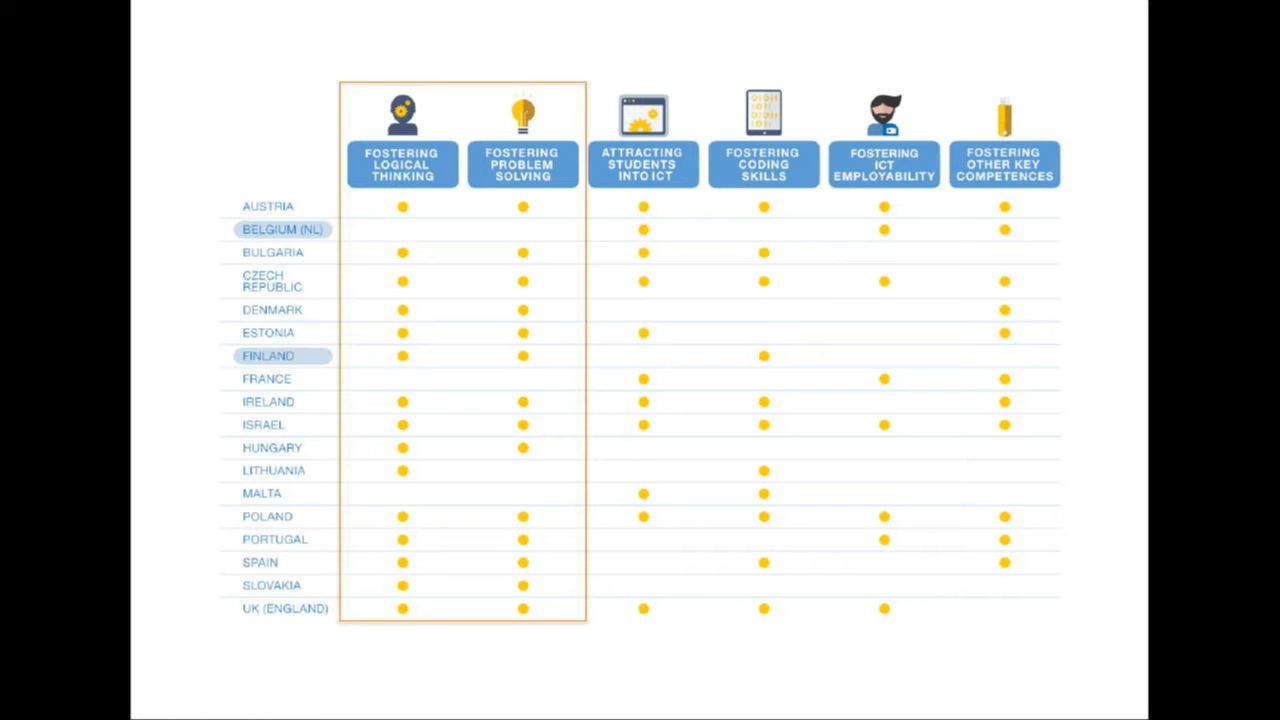 FOSTERING
LOGICAL
THINKING
FOSTERING
PROBLEM
SOLVING
ATTRACTING
STUDENTS
INTO ICT
FOSTERING
CODING
SKILLS
FOSTERING
ICT
EMPLOYABILITY
FOSTERING
OTHER KEY
COMPETENCES
AUSTRIA
BELGIUM (NL)
BULGARIA
CZECH
REPUBLIC
DENMARK
ESTONIA
FINLAND
FRANCE
IRELAND
ISRAEL
HUNGARY
LITHUANIA
MALTA
POLAND
PORTUGAL
SPAIN
SLOVAKIA
UK (ENGLAND)